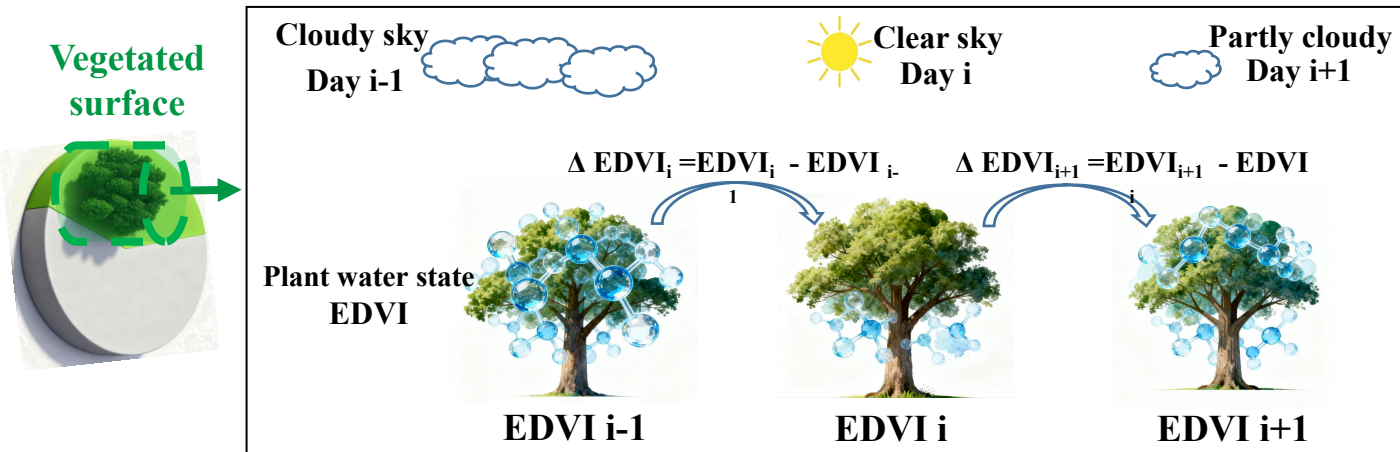 Vegetated
surface
Cloudy sky
Day i-1
Clear sky
Day i
Partly cloudy
Day i+1
Δ EDVIi =EDVIi - EDVI i-
1
Δ EDVIi+1 =EDVIi+1 - EDVI
i
Plant water state
EDVI
EDVI i-1
EDVI i
EDVI i+1